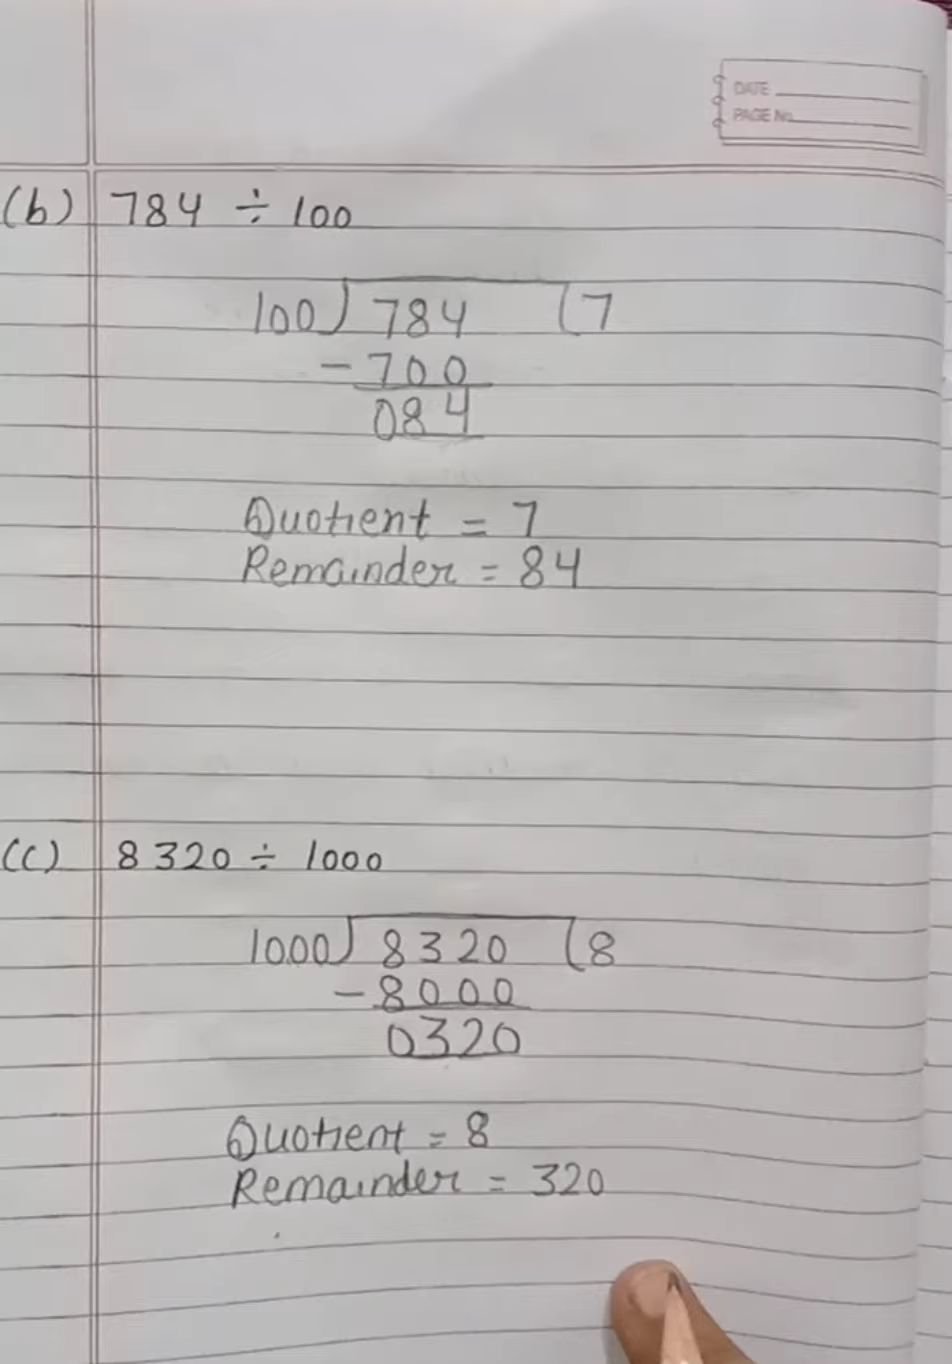 DATE
PAGE No.
(b) 784 ÷ 100
100) 784 (7
- 700
084
Quotient = 7
Remainder = 84
(c) 8320 ÷ 1000
1000) 8320 (8
- 8000
0320
Quotient = 8
Remainder = 320